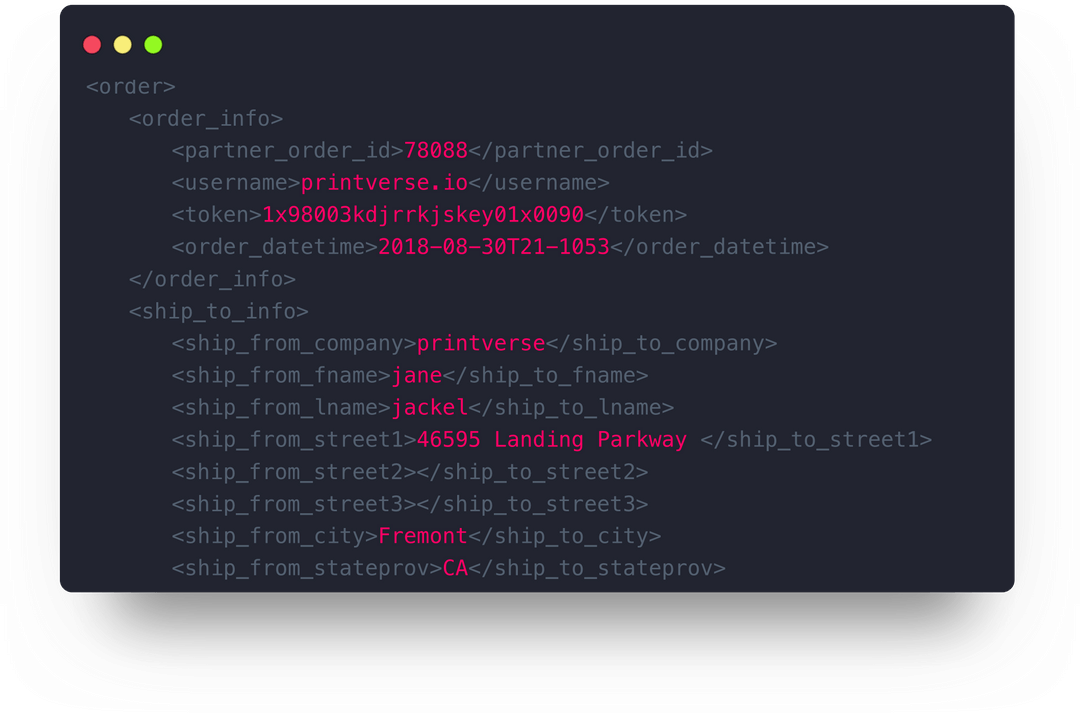 <order>
<order_info>
<partner_order_id>78088</partner_order_id>
<username>printverse.io</username>
<token>1x98003kdjrrkjskey01x0090</token>
<order_datetime>2018-08-30T21-1053</order_datetime>
</order_info>
<ship_to_info>
<ship_from_company>printverse</ship_to_company>
<ship_from_fname>jane</ship_to_fname>
<ship_from_lname>jackel</ship_to_lname>
<ship_from_street1>46595 Landing Parkway </ship_to_street1>
<ship_from_street2></ship_to_street2>
<ship_from_street3></ship_to_street3>
<ship_from_city>Fremont</ship_to_city>
<ship_from_stateprov>CA</ship_to_stateprov>